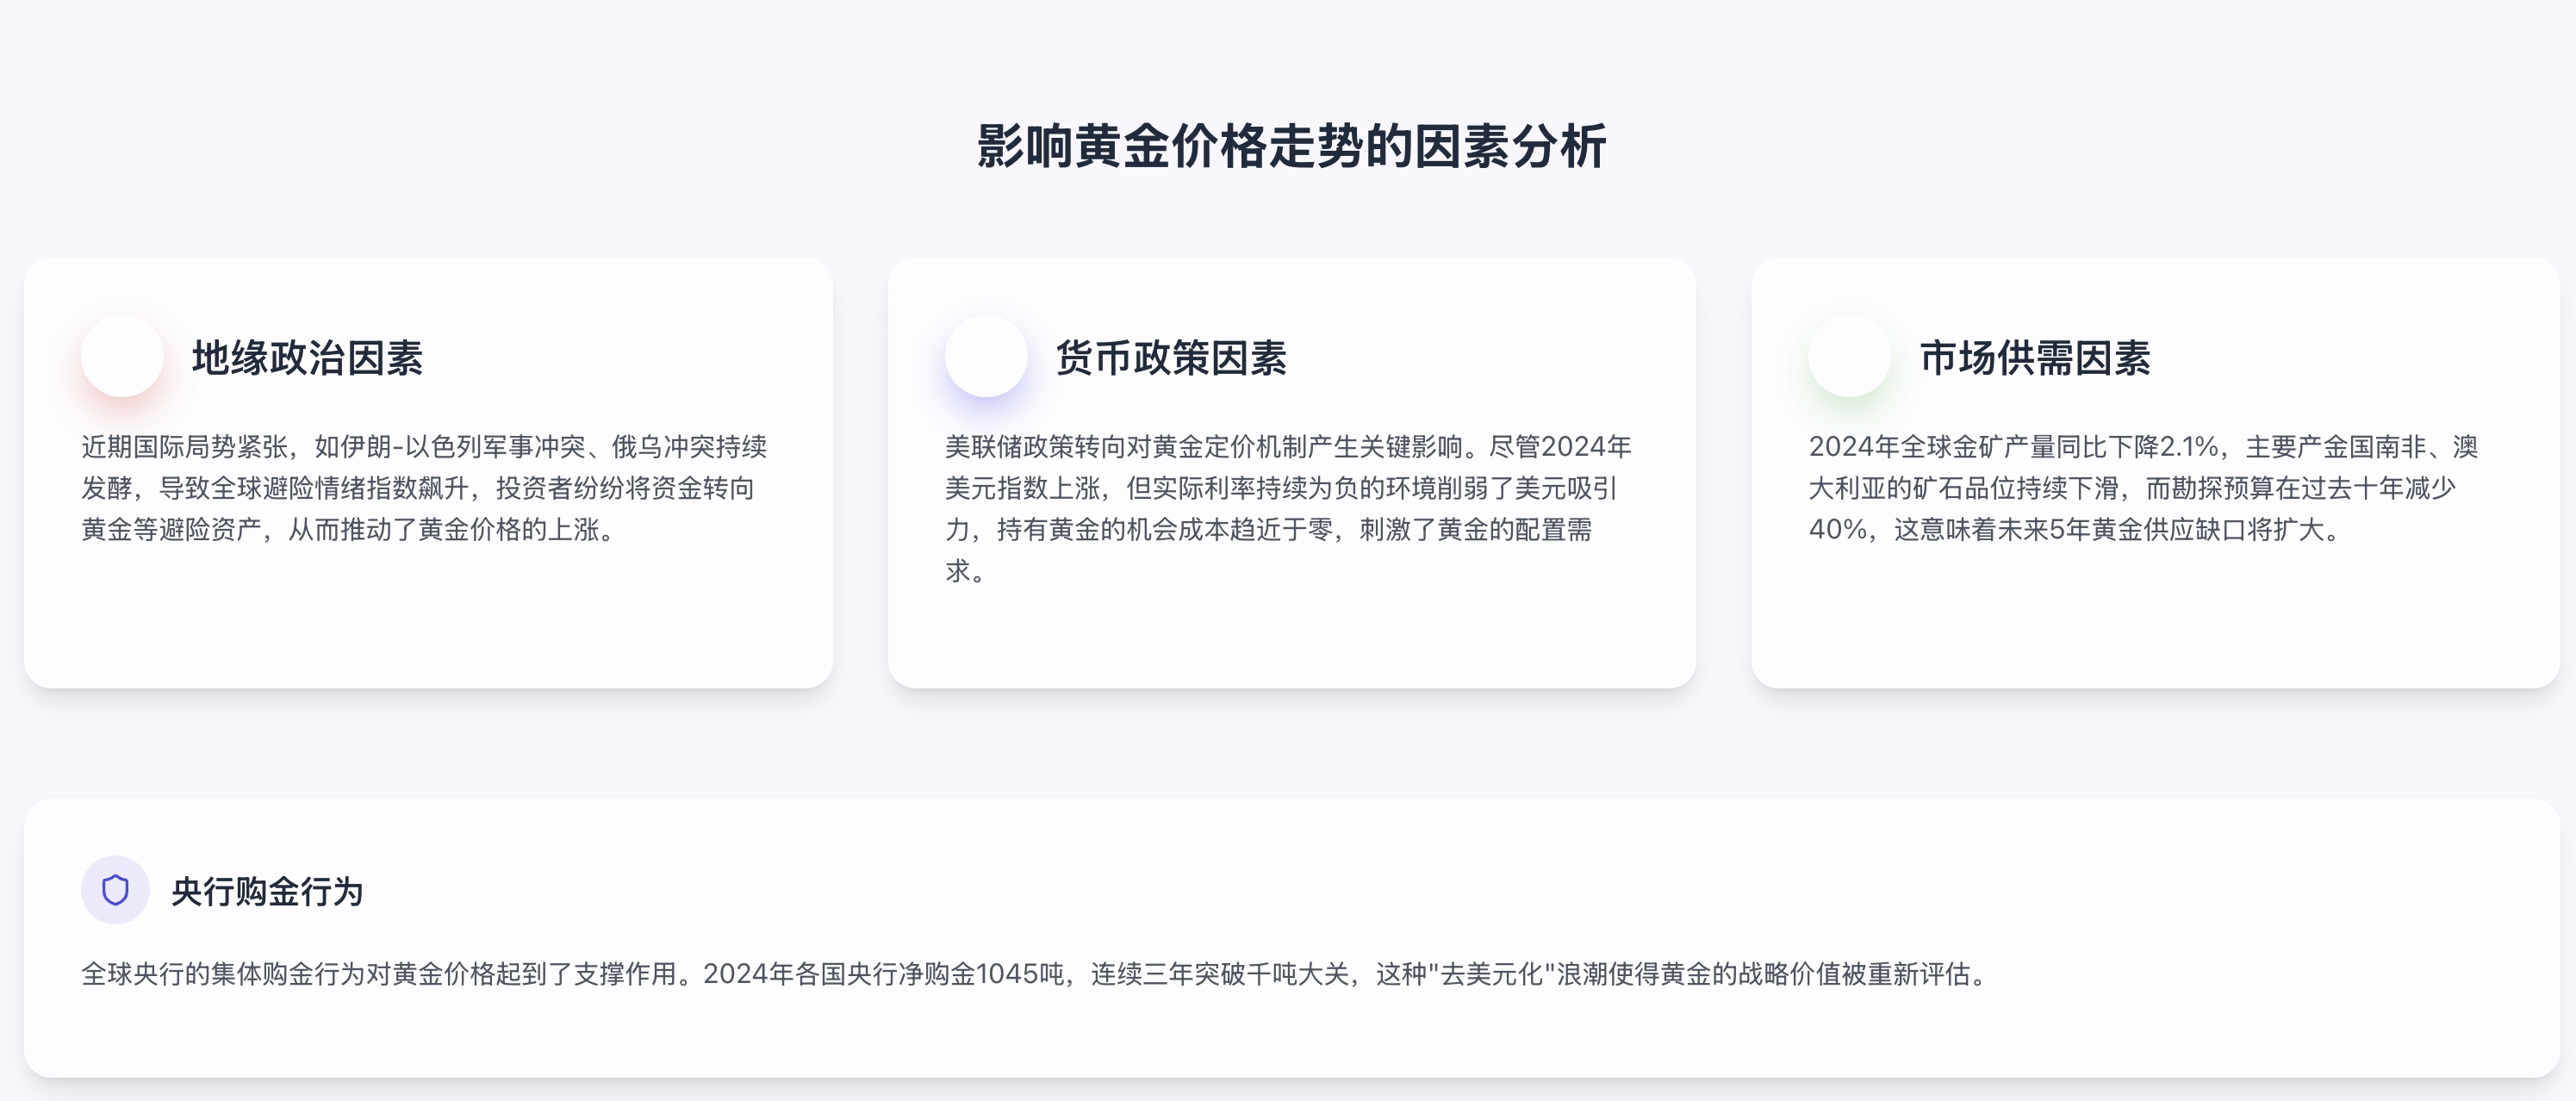 影响黄金价格走势的因素分析
地缘政治因素
近期国际局势紧张，如伊朗-以色列军事冲突、俄乌冲突持续
发酵，导致全球避险情绪指数飙升，投资者纷纷将资金转向
黄金等避险资产，从而推动了黄金价格的上涨。
货币政策因素
美联储政策转向对黄金定价机制产生关键影响。尽管2024年
美元指数上涨，但实际利率持续为负的环境削弱了美元吸引
力，持有黄金的机会成本趋近于零，刺激了黄金的配置需
求。
市场供需因素
2024年全球金矿产量同比下降2.1%，主要产金国南非、澳
大利亚的矿石品位持续下滑，而勘探预算在过去十年减少
40%，这意味着未来5年黄金供应缺口将扩大。
央行购金行为
全球央行的集体购金行为对黄金价格起到了支撑作用。2024年各国央行净购金1045吨，连续三年突破千吨大关，这种"去美元化"浪潮使得黄金的战略价值被重新评估。